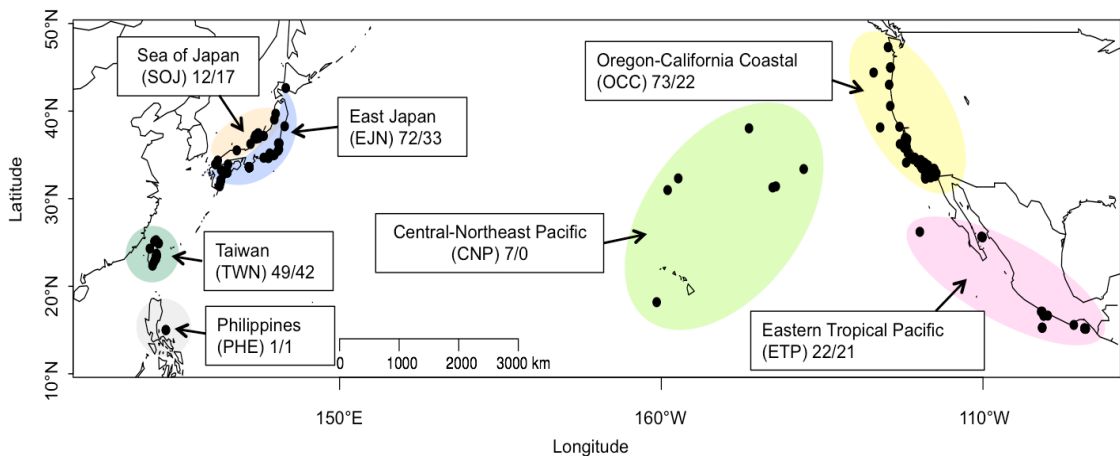 50°N
40°N
30°N
20°N
10°N
Latitude
Sea of Japan
(SOJ) 12/17
East Japan
(EJN) 72/33
Oregon-California Coastal
(OCC) 73/22
Central-Northeast Pacific
(CNP) 7/0
Taiwan
(TWN) 49/42
Philippines
(PHE) 1/1
Eastern Tropical Pacific
(ETP) 22/21
0 1000 2000 3000 km
150°E 160°W 110°W
Longitude